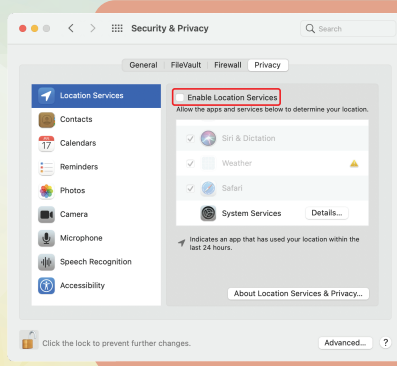 Security & Privacy
Search
General
FileVault
Firewall
Privacy
Location Services
Contacts
JUL
17
Calendars
Reminders
Photos
Camera
Microphone
Speech Recognition
Accessibility
Enable Location Services
Allow the apps and services below to determine your location.
Siri & Dictation
Weather
Safari
System Services
Details...
Indicates an app that has used your location within the
last 24 hours.
About Location Services & Privacy...
Click the lock to prevent further changes.
Advanced...
?